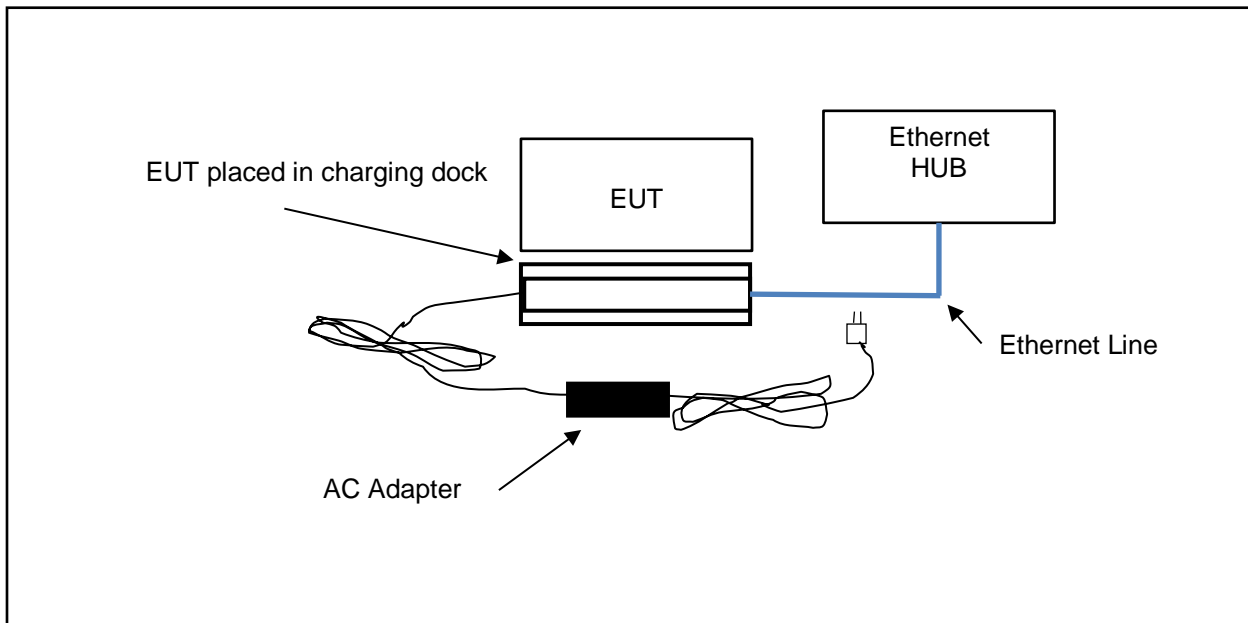 Ethernet
HUB
EUT placed in charging dock
EUT
Ethernet Line
AC Adapter